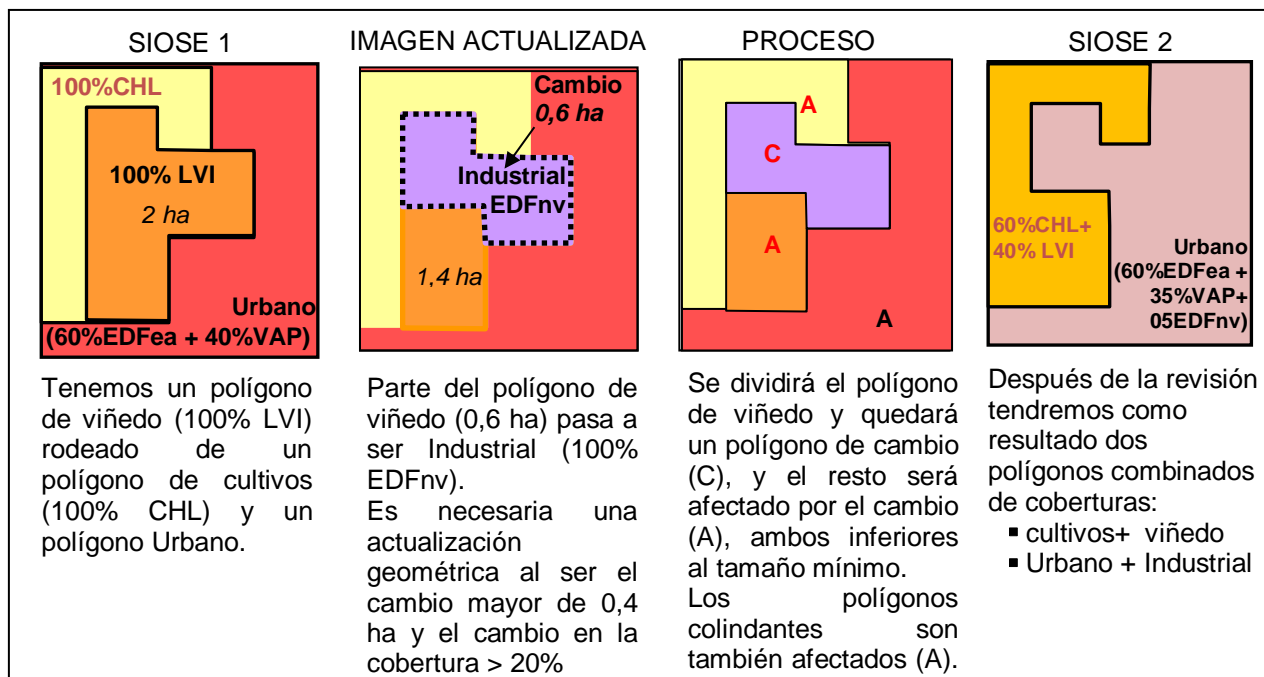 SIOSE 1
100%CHL
100% LVI
2 ha
Urbano
(60%EDFea + 40%VAP)
Tenemos un polígono
de viñedo (100% LVI)
rodeado de un
polígono de cultivos
(100% CHL) y un
polígono Urbano.
IMAGEN ACTUALIZADA
Cambio
0,6 ha
Industrial
EDFnv
1,4 ha
Parte del polígono de
viñedo (0,6 ha) pasa a
ser Industrial (100%
EDFnv).
Es necesaria una
actualización
geométrica al ser el
cambio mayor de 0,4
ha y el cambio en la
cobertura > 20%
PROCESO
A
C
A
A
Se dividirá el polígono
de viñedo y quedará
un polígono de cambio
(C), y el resto será
afectado por el cambio
(A), ambos inferiores
al tamaño mínimo.
Los polígonos
colindantes son
también afectados (A).
SIOSE 2
60%CHL+
40% LVI
Urbano
(60%EDFea +
35%VAP+
05EDFnv)
Después de la revisión
tendremos como
resultado dos
polígonos combinados
de coberturas:
▪ cultivos+ viñedo
▪ Urbano + Industrial